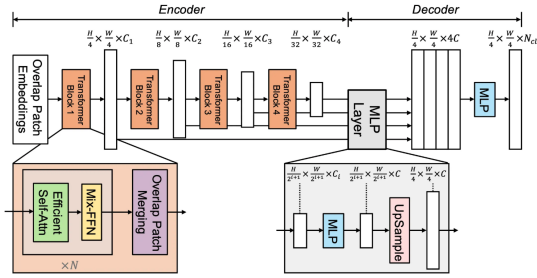 Encoder
Decoder
H/4 × W/4 × C₁
H/8 × W/8 × C₂
H/16 × W/16 × C₃
H/32 × W/32 × C₄
H/4 × W/4 × 4C
H/4 × W/4 × N_cl
Overlap Patch
Embeddings
Transformer
Block 1
Transformer
Block 2
Transformer
Block 3
Transformer
Block 4
MLP
Layer
MLP
Efficient
Self-Attn
Mix-FFN
×N
Overlap Patch
Merging
H/2^{i+1} × W/2^{i+1} × C_i
H/2^{i+1} × W/2^{i+1} × C
H/4 × W/4 × C
MLP
UpSample